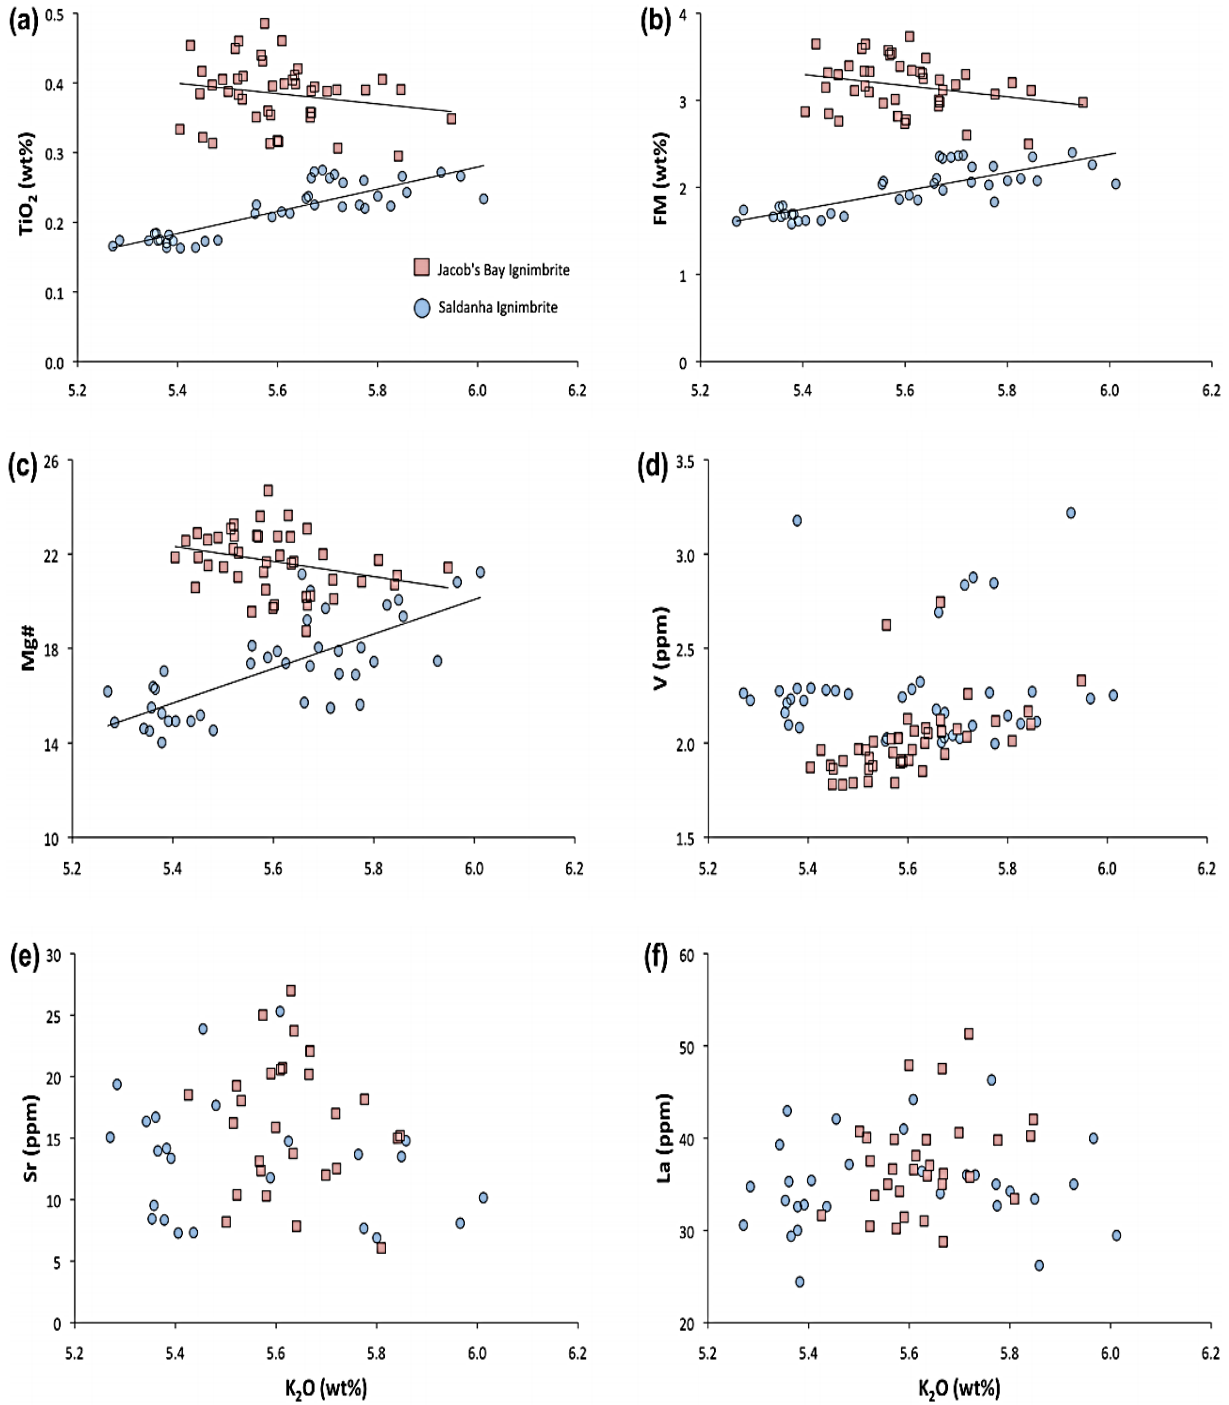 (a)
TiO2 (wt%)
0.5
0.4
0.3
0.2
0.1
0.0
5.2 5.4 5.6 5.8 6.0 6.2
Jacob's Bay Ignimbrite
Saldanha Ignimbrite
(b)
FM (wt%)
4
3
2
1
0
5.2 5.4 5.6 5.8 6.0 6.2
(c)
Mg#
26
22
18
14
10
5.2 5.4 5.6 5.8 6.0 6.2
(d)
V (ppm)
3.5
3.0
2.5
2.0
1.5
5.2 5.4 5.6 5.8 6.0 6.2
(e)
Sr (ppm)
30
25
20
15
10
5
0
5.2 5.4 5.6 5.8 6.0 6.2
K2O (wt%)
(f)
La (ppm)
60
50
40
30
20
5.2 5.4 5.6 5.8 6.0 6.2
K2O (wt%)